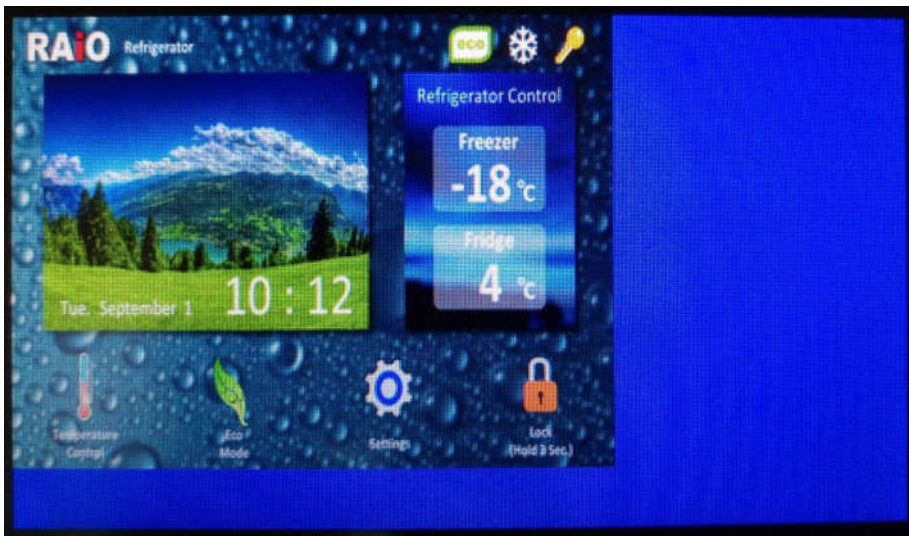 RAiO Refrigerator
eco
Refrigerator Control
Freezer
-18 °C
Fridge
4 °C
Tue. September 1 10 : 12
Temperature
Control
Eco
Mode
Settings
Lock
(Hold 3 Sec.)